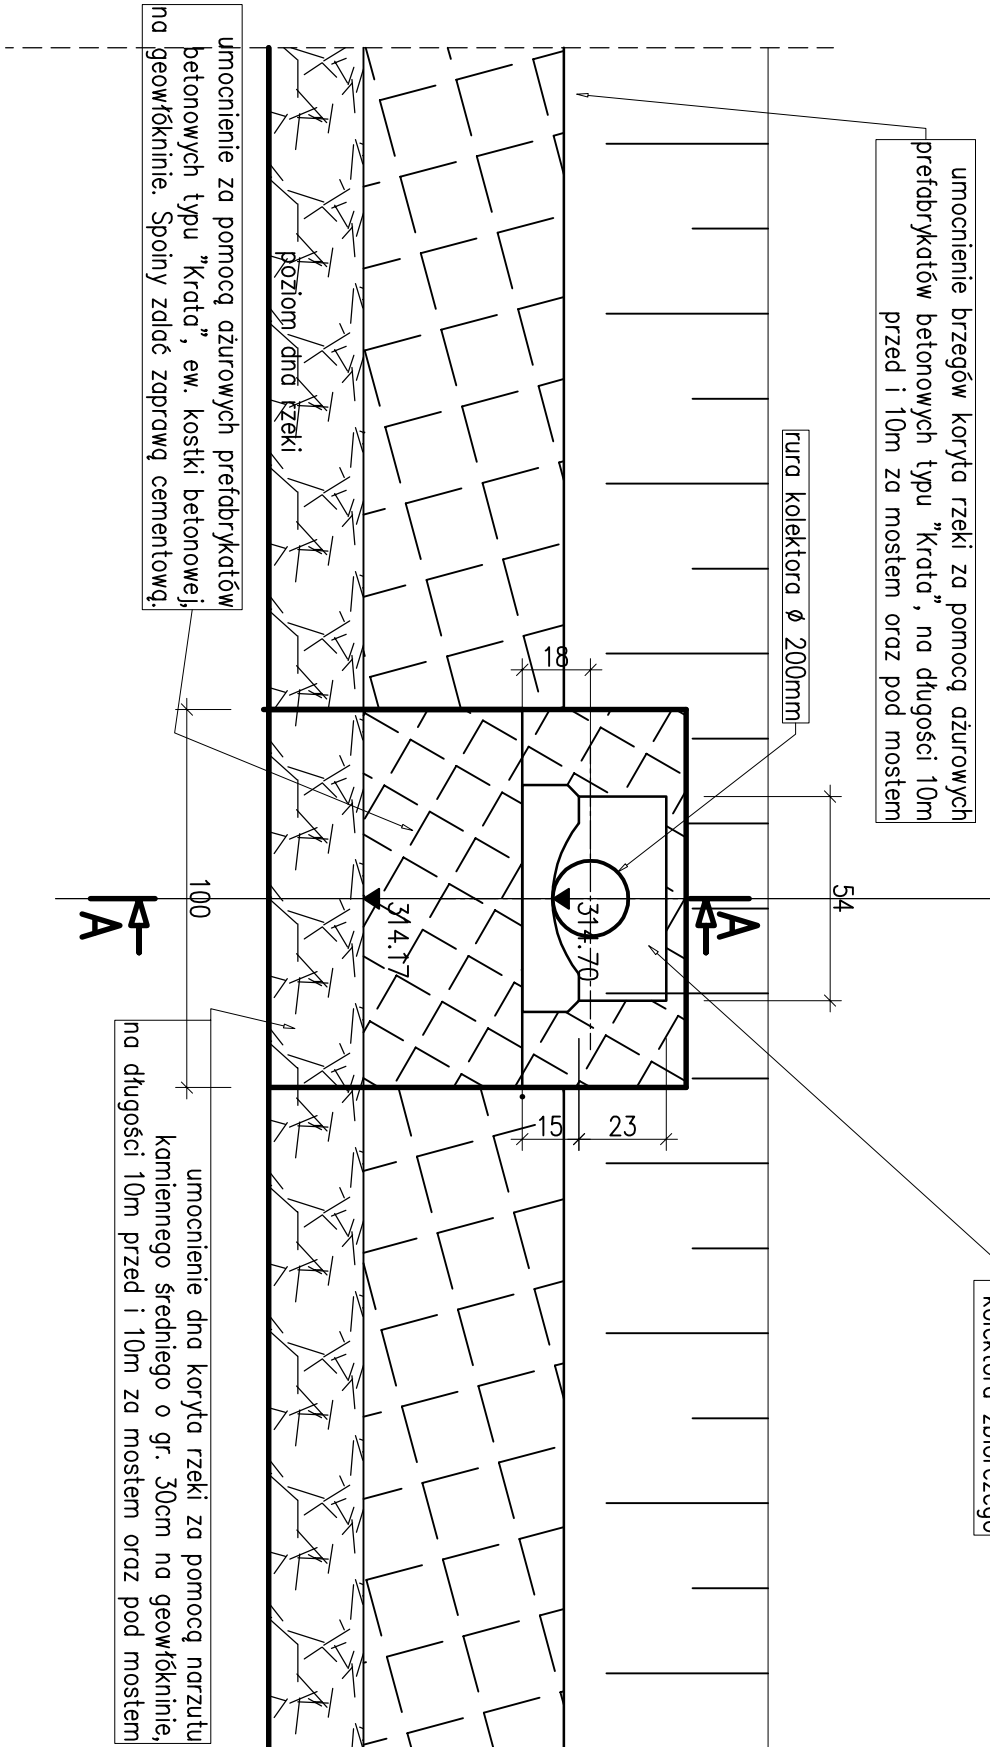 umocnienie brzegów koryta rzeki za pomocą ażurowych
prefabrykatów betonowych typu "Krata", na długości 10m
przed i 10m za mostem oraz pod mostem
rura kolektora ø 200mm
kolektora zbiorczego
54
A
18
314.70
15
23
314.17
poziom dna rzeki
umocnienie za pomocą ażurowych prefabrykatów
betonowych typu "Krata", ew. kostki betonowej,
na geowłókninie. Spoiny zalać zaprawą cementową.
100
umocnienie dna koryta rzeki za pomocą narzutu
kamiennego średniego o gr. 30cm na geowłókninie,
na długości 10m przed i 10m za mostem oraz pod mostem
A